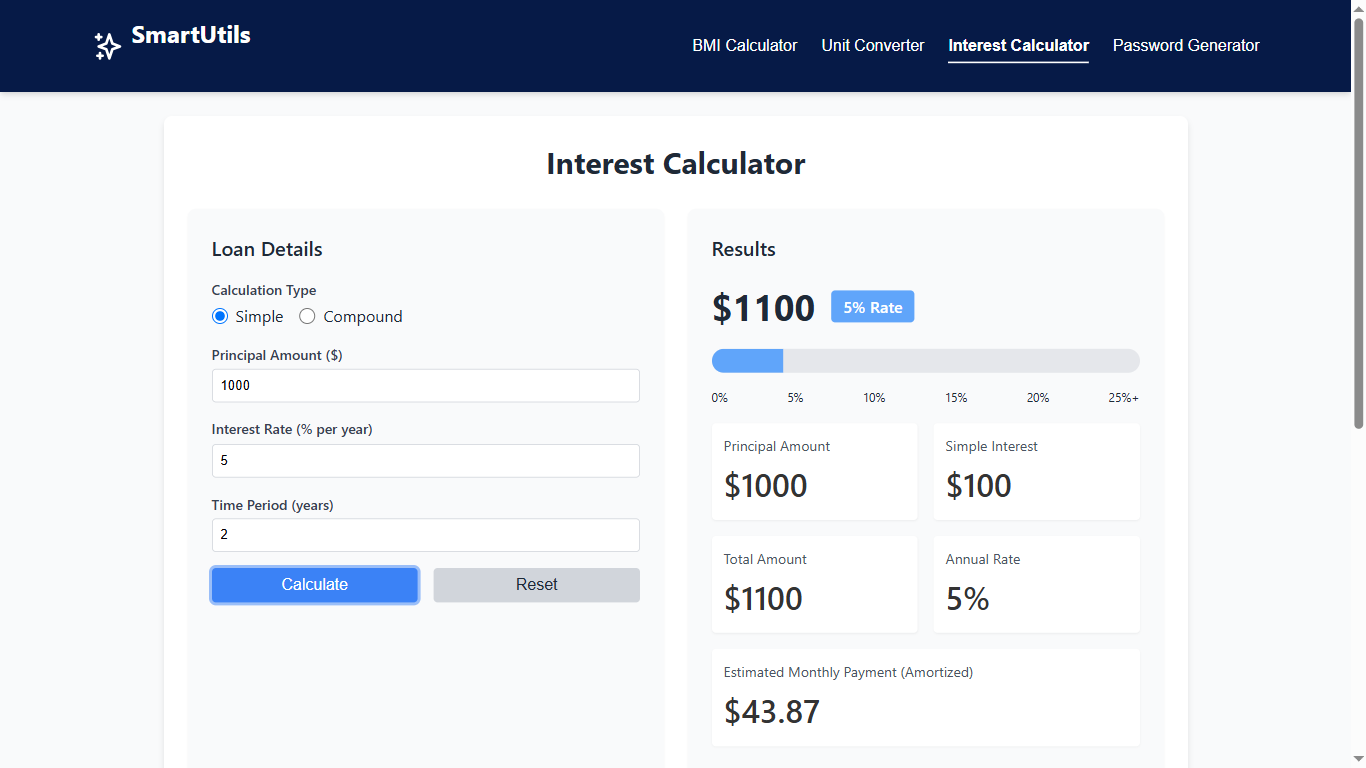 SmartUtils
BMI Calculator Unit Converter Interest Calculator Password Generator
Interest Calculator
Loan Details
Calculation Type
Simple Compound
Principal Amount ($)
1000
Interest Rate (% per year)
5
Time Period (years)
2
Calculate Reset
Results
$1100 5% Rate
0% 5% 10% 15% 20% 25%+
Principal Amount
$1000
Simple Interest
$100
Total Amount
$1100
Annual Rate
5%
Estimated Monthly Payment (Amortized)
$43.87